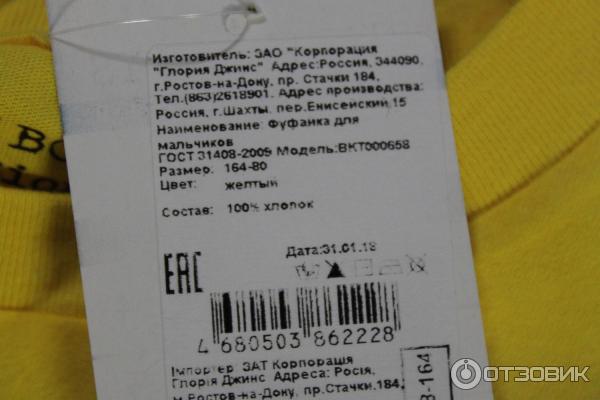 Изготовитель: ЗАО "Корпорация
"Глория Джинс" Адрес:Россия, 344090,
г.Ростов-на-Дону, пр. Стачки 184,
Тел.(863)2618901. Адрес производства:
Россия, г.Шахты, пер.Енисейский 15
Наименование: Фуфайка для
мальчиков
ГОСТ 31408-2009 Модель:BKT000658
Размер: 164-80
Цвет: желтый
Состав: 100% хлопок
Дата:31.01.18
EAC
4 680503 862228
Імпортер ЗАТ Корпорація
Глорія Джинс Адреса: Росія,
м.Ростов-на-Дону, пр.Стачки.184,
3-164
BO
ОТЗОВИК